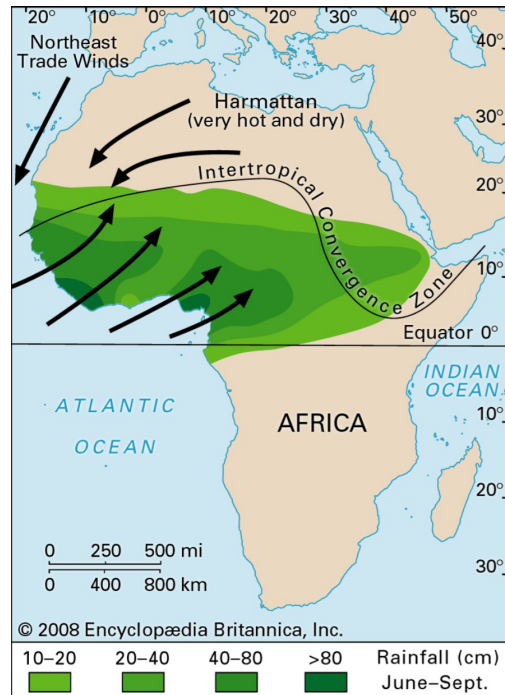 20° 10° 0° 10° 20° 30° 40° 50°
Northeast
Trade Winds
40°
Harmattan
(very hot and dry)
30°
Intertropical Convergence Zone
20°
10°
Equator 0°
INDIAN
OCEAN
ATLANTIC
OCEAN
AFRICA
10°
20°
0 250 500 mi
0 400 800 km
30°
© 2008 Encyclopædia Britannica, Inc.
10–20 20–40 40–80 >80 Rainfall (cm)
June–Sept.